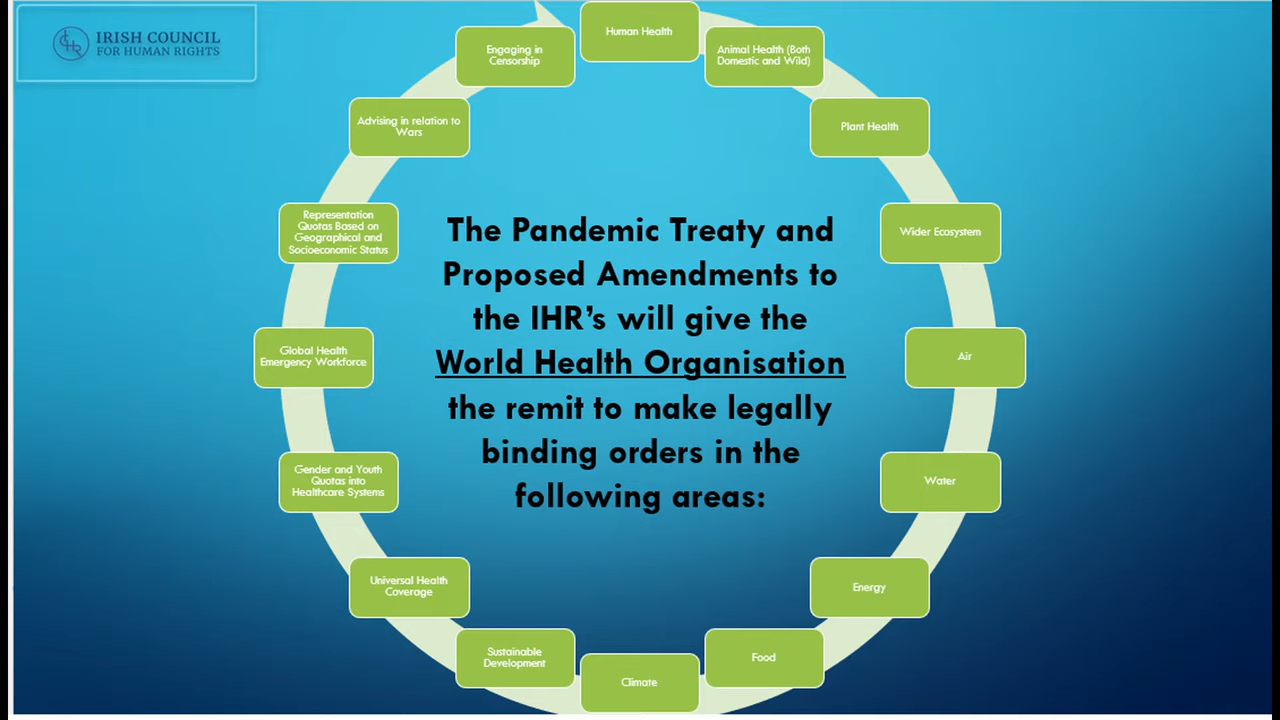 IRISH COUNCIL
FOR HUMAN RIGHTS
The Pandemic Treaty and
Proposed Amendments to
the IHR’s will give the
World Health Organisation
the remit to make legally
binding orders in the
following areas:
Human Health
Animal Health (Both
Domestic and Wild)
Plant Health
Wider Ecosystem
Air
Water
Energy
Food
Climate
Sustainable
Development
Universal Health
Coverage
Gender and Youth
Quotas into
Healthcare Systems
Global Health
Emergency Workforce
Representation
Quotas Based on
Geographical and
Socioeconomic Status
Advising in relation to
Wars
Engaging in
Censorship